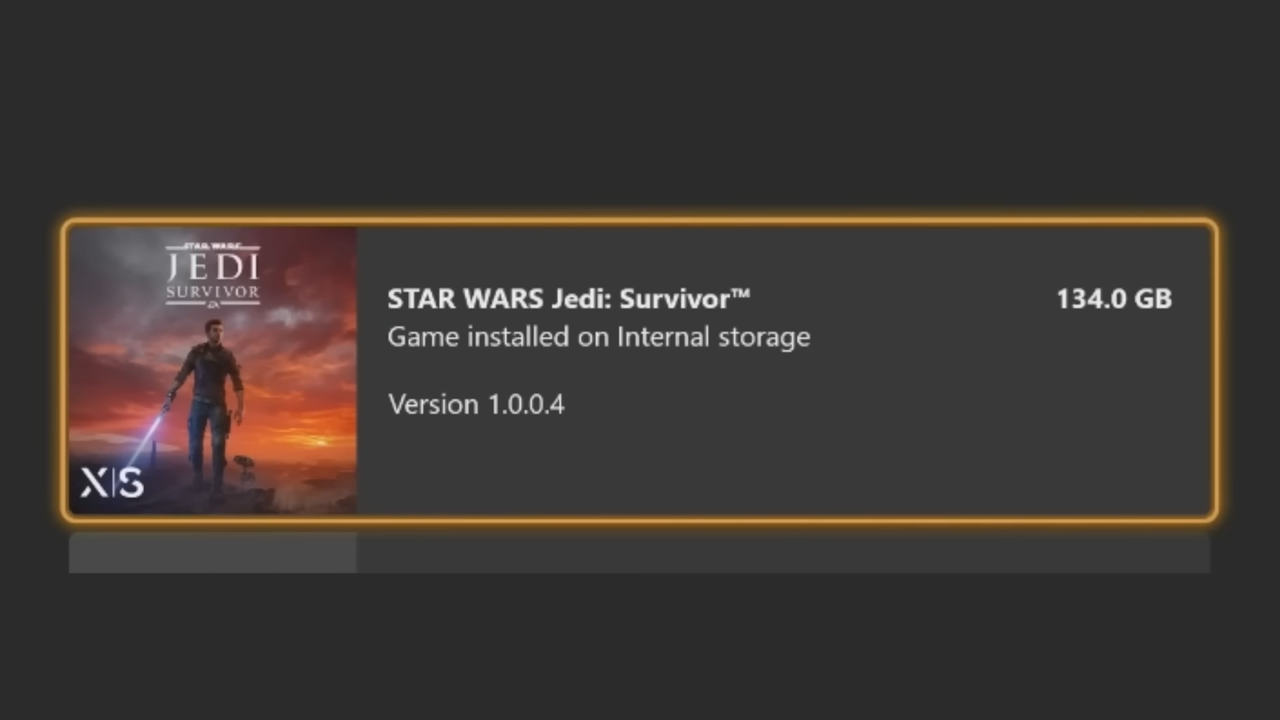 STAR WARS
JEDI
SURVIVOR
EA
STAR WARS Jedi: Survivor™
134.0 GB
Game installed on Internal storage
Version 1.0.0.4
X|S